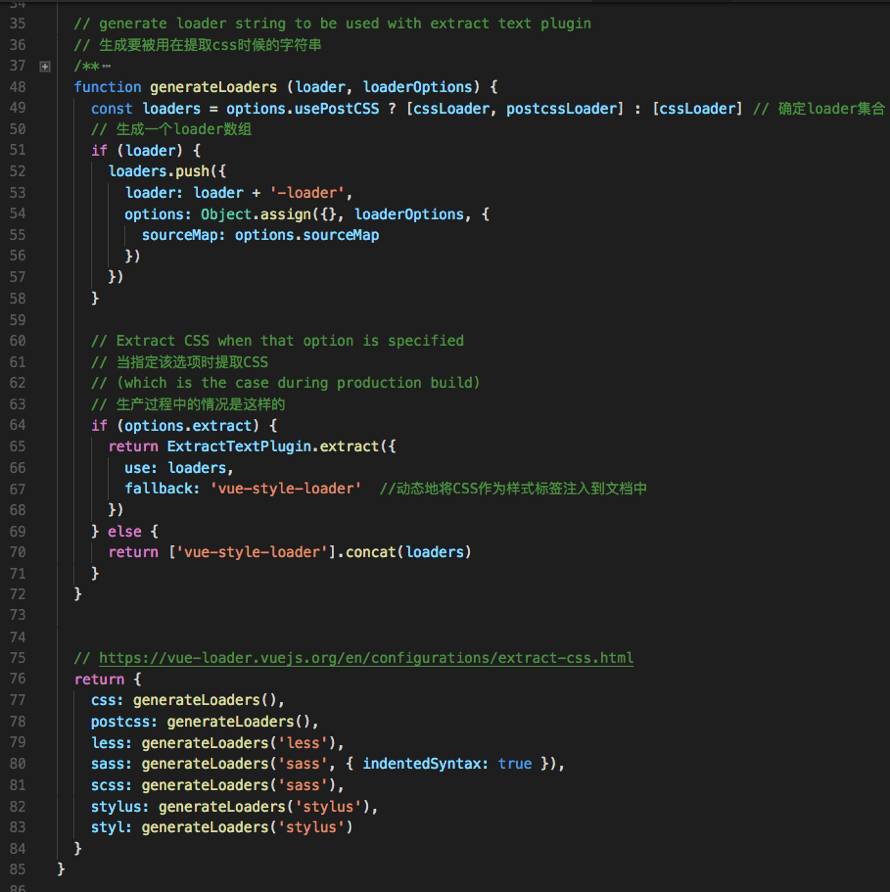 34
35 // generate loader string to be used with extract text plugin
36 // 生成要被用在提取css时候的字符串
37 /** ⋯
48 function generateLoaders (loader, loaderOptions) {
49 const loaders = options.usePostCSS ? [cssLoader, postcssLoader] : [cssLoader] // 确定loader集合
50 // 生成一个loader数组
51 if (loader) {
52 loaders.push({
53 loader: loader + '-loader',
54 options: Object.assign({}, loaderOptions, {
55 sourceMap: options.sourceMap
56 })
57 })
58 }
59
60 // Extract CSS when that option is specified
61 // 当指定该选项时提取CSS
62 // (which is the case during production build)
63 // 生产过程中的情况是这样的
64 if (options.extract) {
65 return ExtractTextPlugin.extract({
66 use: loaders,
67 fallback: 'vue-style-loader' //动态地将CSS作为样式标签注入到文档中
68 })
69 } else {
70 return ['vue-style-loader'].concat(loaders)
71 }
72 }
73
74
75 // https://vue-loader.vuejs.org/en/configurations/extract-css.html
76 return {
77 css: generateLoaders(),
78 postcss: generateLoaders(),
79 less: generateLoaders('less'),
80 sass: generateLoaders('sass', { indentedSyntax: true }),
81 scss: generateLoaders('sass'),
82 stylus: generateLoaders('stylus'),
83 styl: generateLoaders('stylus')
84 }
85 }
86